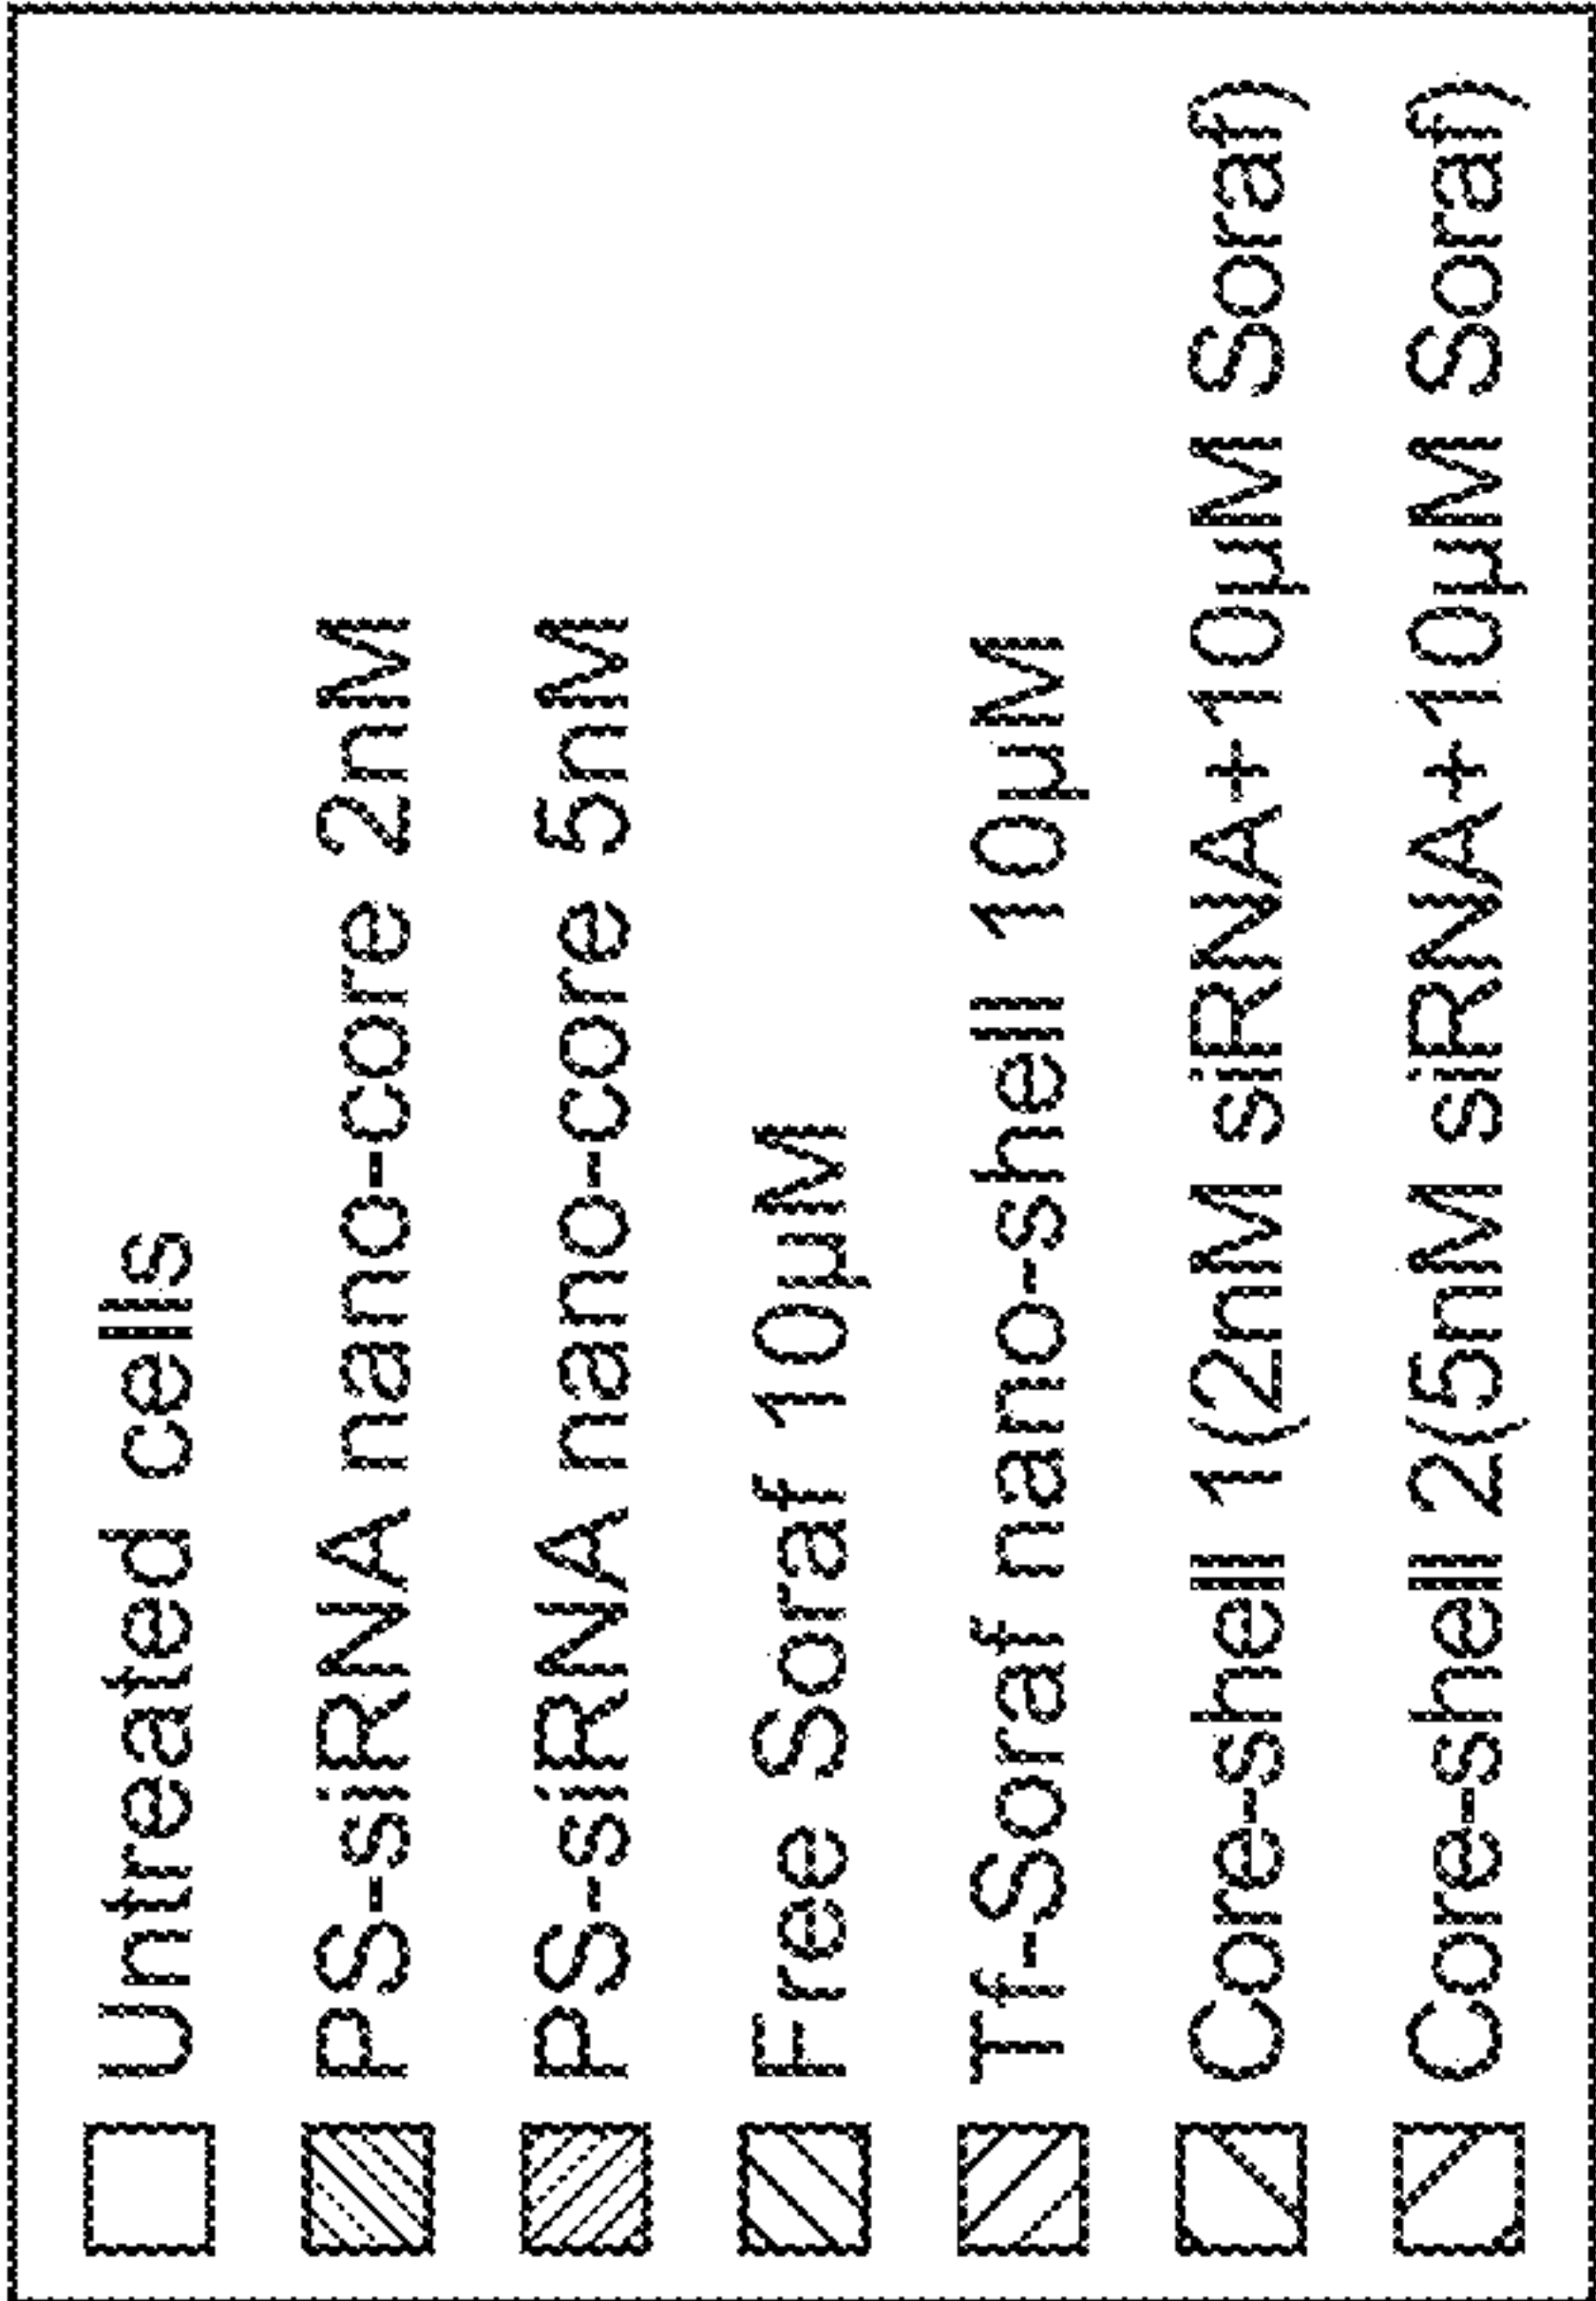 Untreated cells
PS-siRNA nano-core 2nM
PS-siRNA nano-core 5nM
Free Soraf 10µM
Tf-Soraf nano-shell 10µM
Core-shell 1(2nM siRNA+10µM Soraf)
Core-shell 2(5nM siRNA+10µM Soraf)